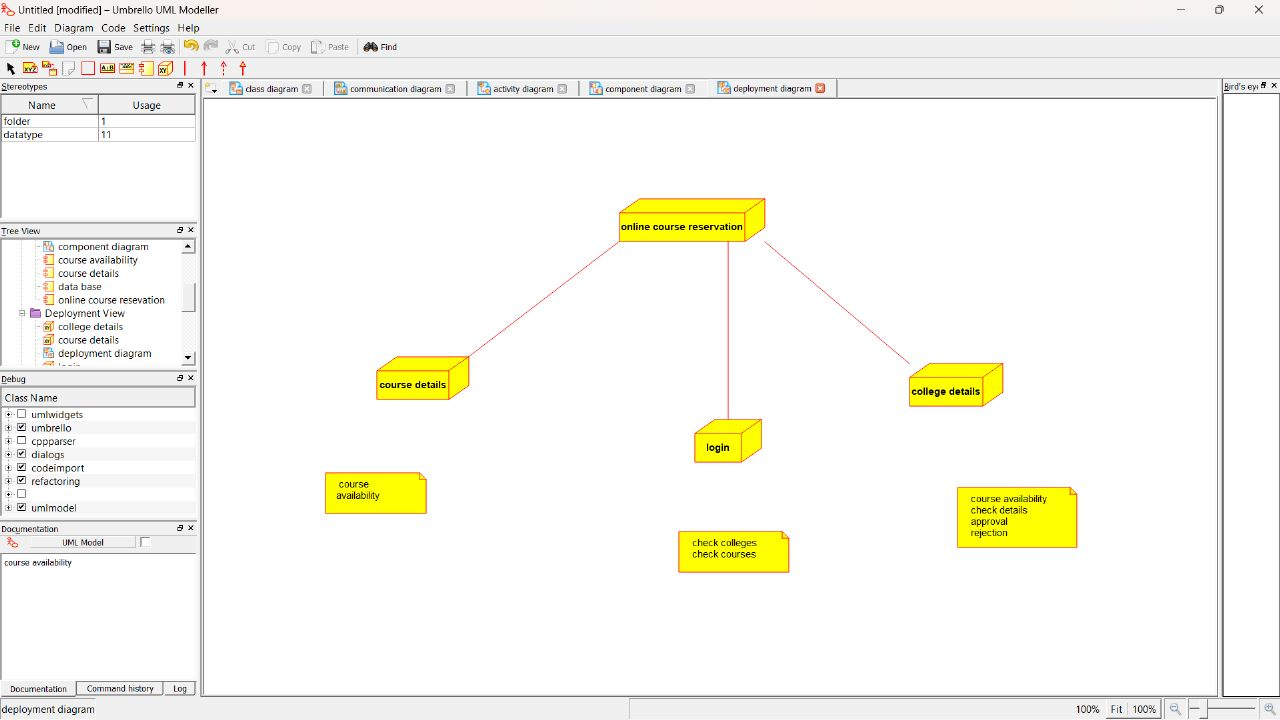 Untitled [modified] – Umbrello UML Modeller
File Edit Diagram Code Settings Help
New Open Save Cut Copy Paste Find
Stereotypes
Name Usage
folder 1
datatype 11
Tree View
component diagram
course availability
course details
data base
online course resevation
Deployment View
college details
course details
deployment diagram
Debug
Class Name
umlwidgets
umbrello
cppparser
dialogs
codeimport
refactoring
umlmodel
Documentation
UML Model
course availability
Documentation Command history Log
class diagram communication diagram activity diagram component diagram deployment diagram
Bird's eye
online course reservation
course details
college details
login
course
availability
course availability
check details
approval
rejection
check colleges
check courses
deployment diagram
100% Fit 100%